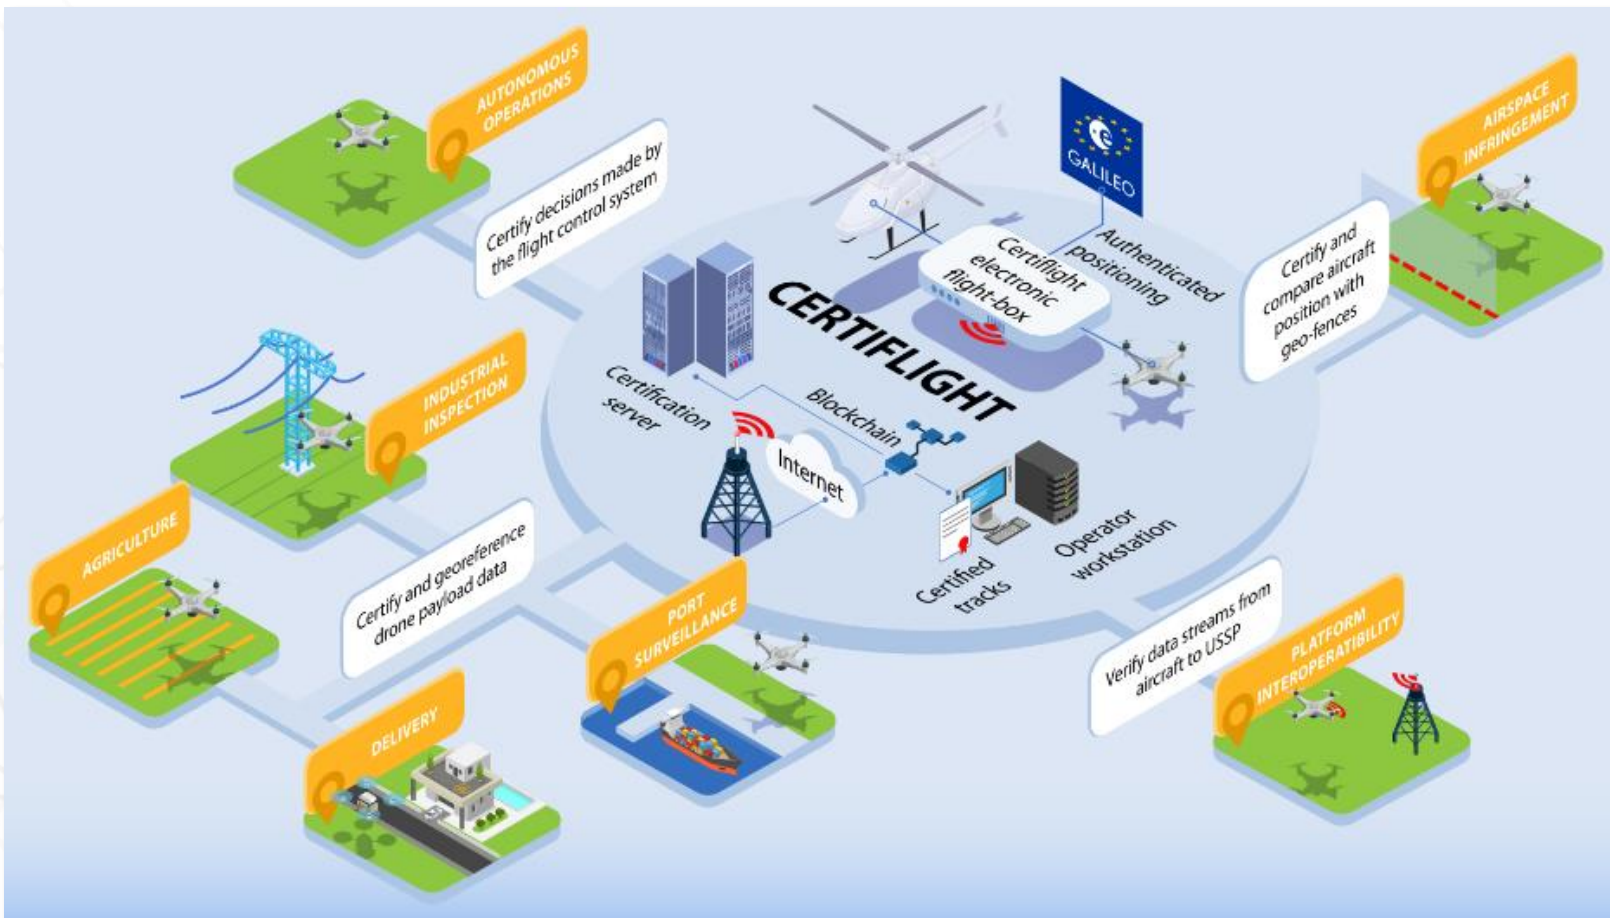 AUTONOMOUS
OPERATIONS
Certify decisions made by
the flight control system
GALILEO
Authenticated
positioning
Certiflight
electronic
flight-box
CERTIFLIGHT
AIRSPACE
INFRINGEMENT
Certify and
compare aircraft
position with
geo-fences
Certification
server
Blockchain
Internet
Operator
workstation
Certified
tracks
INDUSTRIAL
INSPECTION
AGRICULTURE
Certify and georeference
drone payload data
DELIVERY
PORT
SURVEILLANCE
Verify data streams from
aircraft to USSP
PLATFORM
INTEROPERATIBILITY